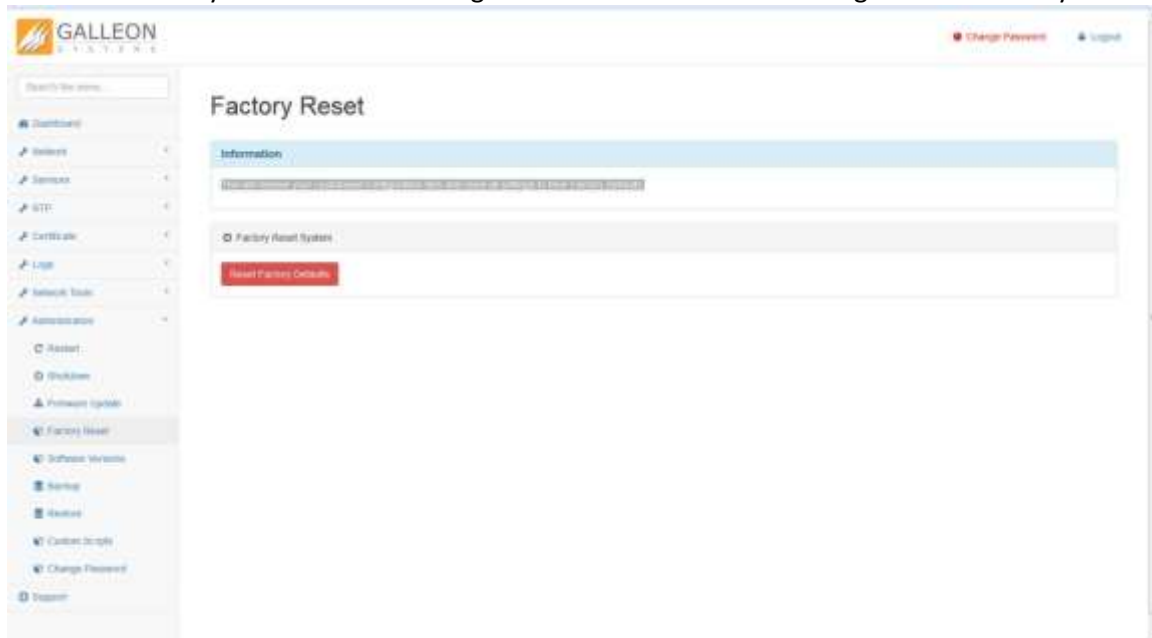 GALLEON
SYSTEMS
Change Password
Logout
Search the menu...
Dashboard
Network
Services
NTP
Certificate
Logs
Network Tools
Administration
Restart
Shutdown
Firmware Update
Factory Reset
Software Versions
Backup
Restore
Custom Scripts
Change Password
Support
Factory Reset
Information
Factory Reset System
Reset Factory Defaults